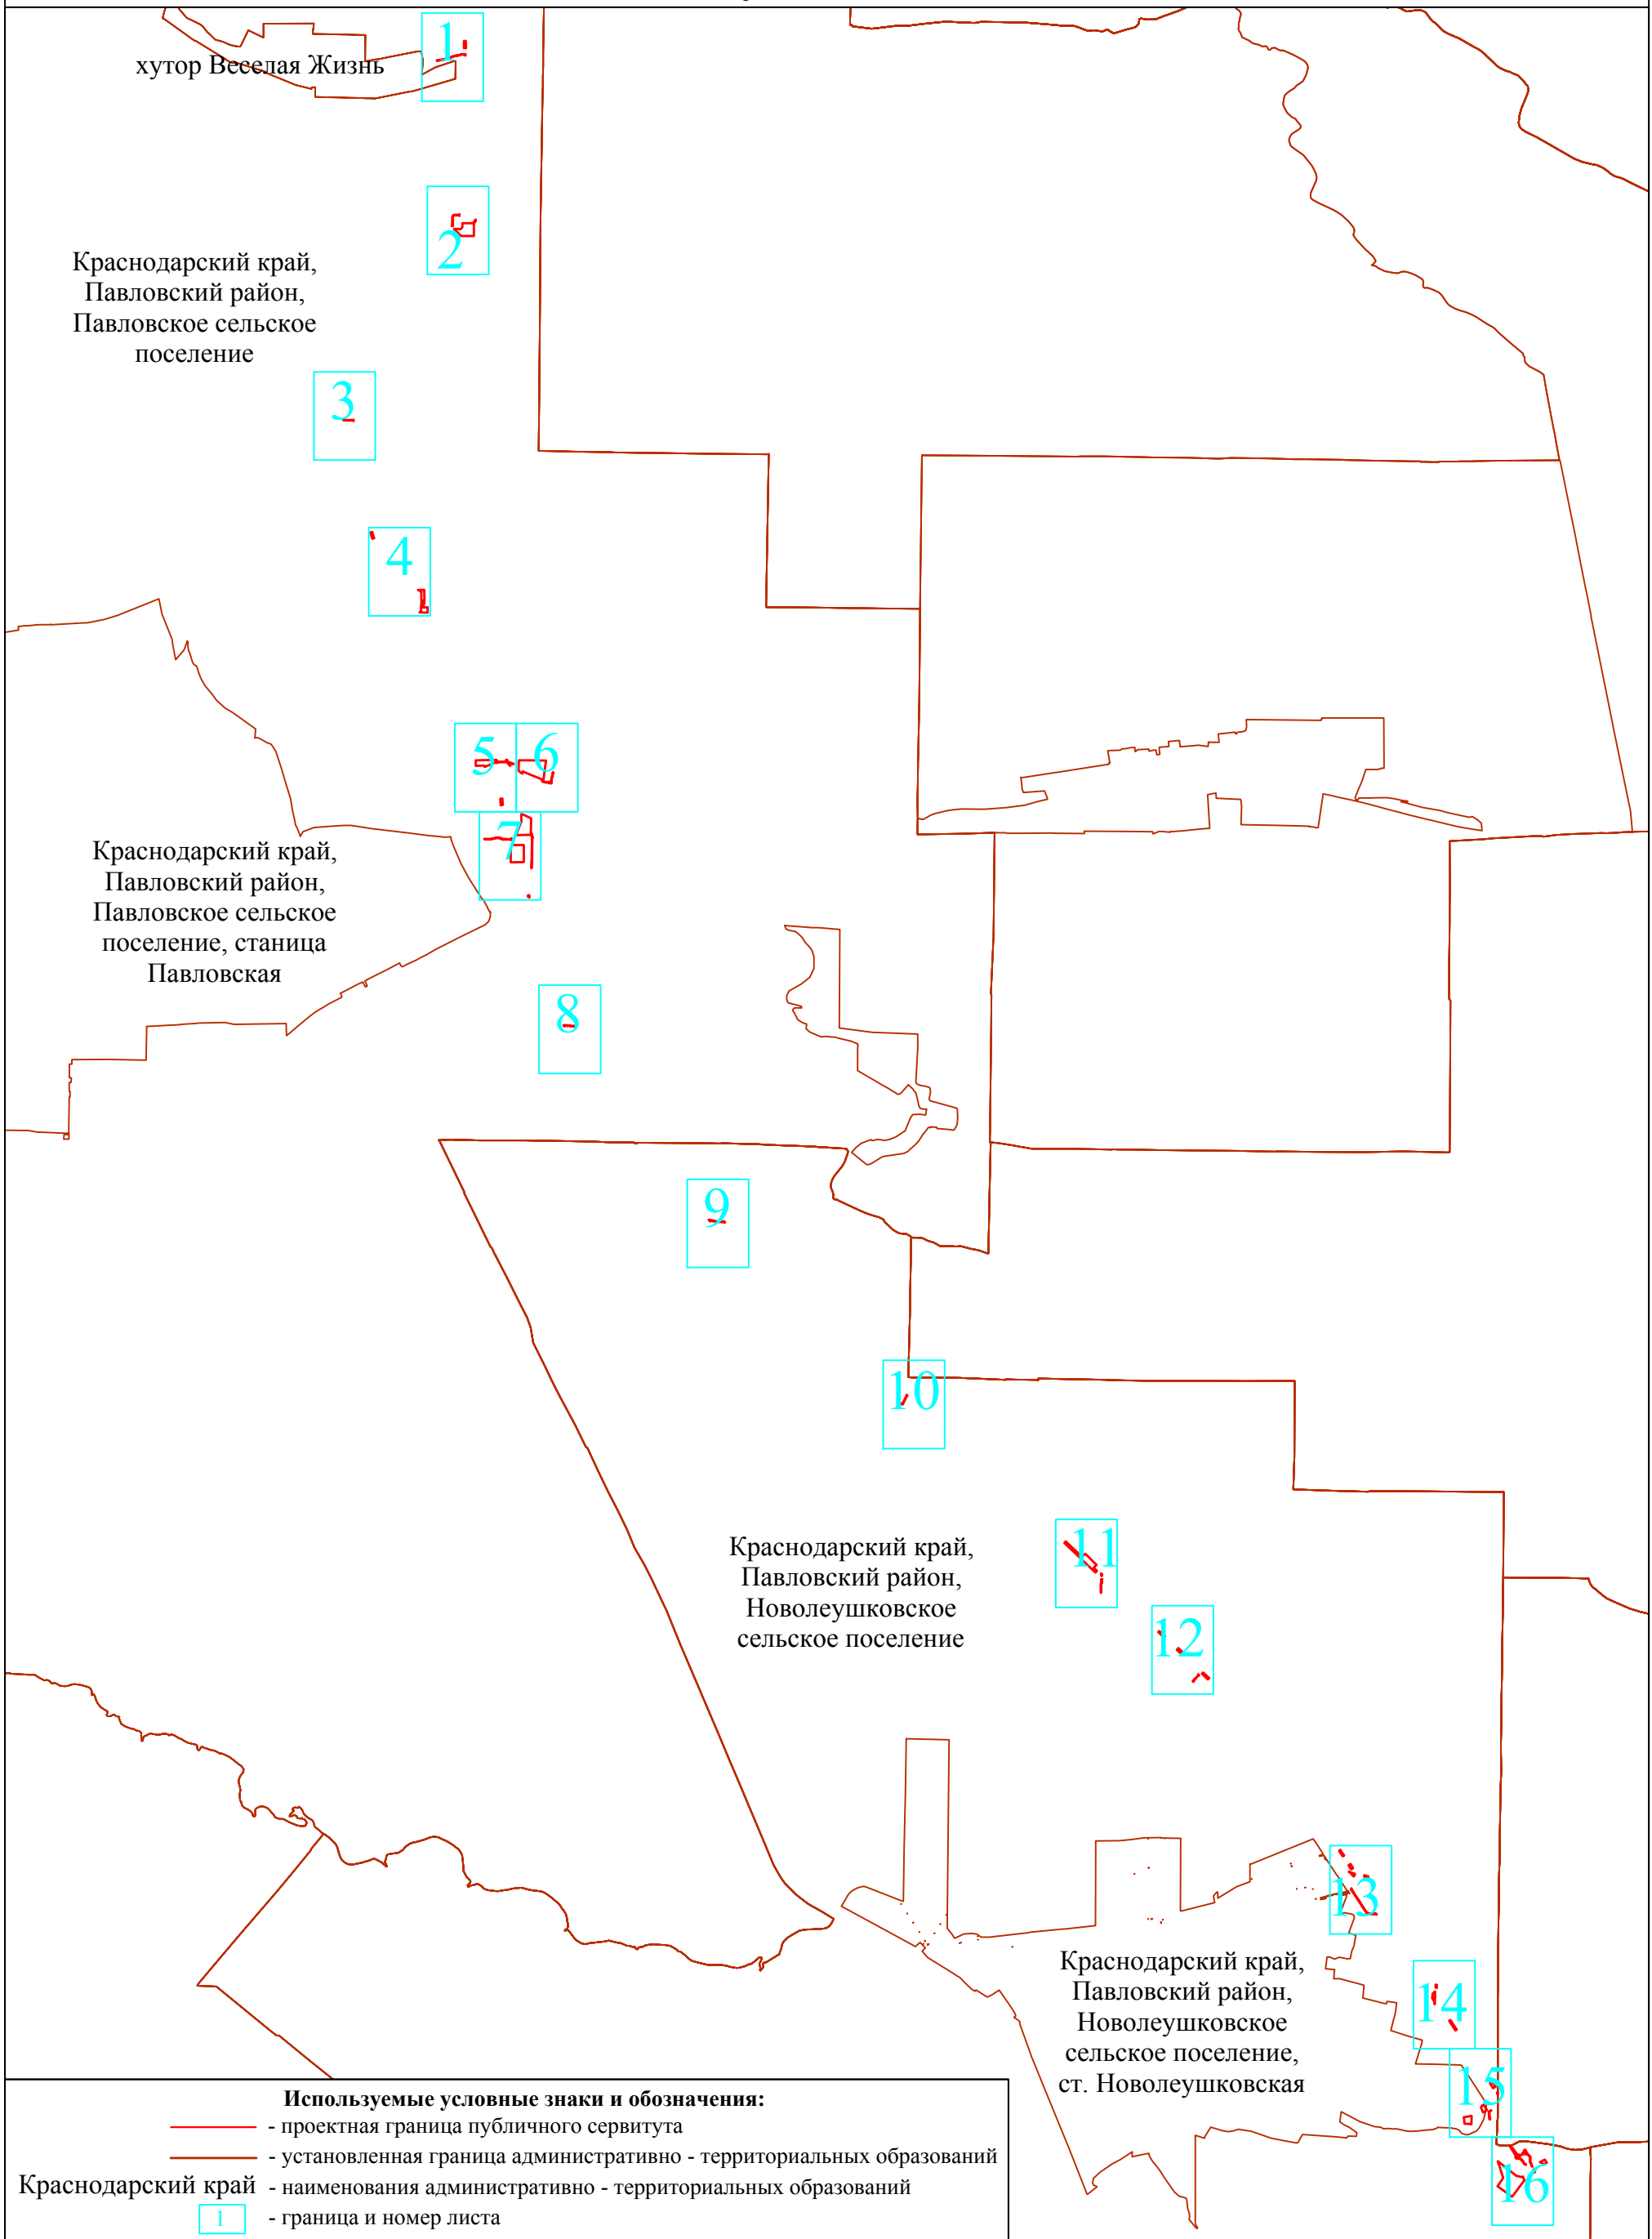 1
хутор Веселая Жизнь
2
Краснодарский край,
Павловский район,
Павловское сельское
поселение
3
4
5
6
7
Краснодарский край,
Павловский район,
Павловское сельское
поселение, станица
Павловская
8
9
10
11
Краснодарский край,
Павловский район,
Новолеушковское
сельское поселение
12
13
Краснодарский край,
Павловский район,
Новолеушковское
сельское поселение,
ст. Новолеушковская
14
15
16
Используемые условные знаки и обозначения:
- проектная граница публичного сервитута
- установленная граница административно - территориальных образований
Краснодарский край - наименования административно - территориальных образований
1 - граница и номер листа